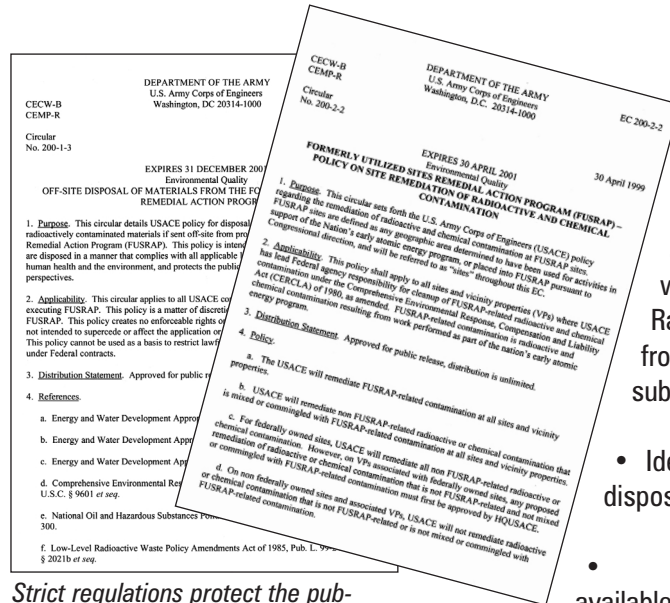 DEPARTMENT OF THE ARMY
U.S. Army Corps of Engineers
CECW-B Washington, DC 20314-1000
CEMP-R
Circular
No. 200-1-3
EXPIRES 31 DECEMBER 200
Environmental Quality
OFF-SITE DISPOSAL OF MATERIALS FROM THE FO
REMEDIAL ACTION PROGR
1. Purpose. This circular details USACE policy for disposal
radioactively contaminated materials if sent off-site from pro
Remedial Action Program (FUSRAP). This policy is intend
are disposed in a manner that complies with all applicable
human health and the environment, and protects the public
perspectives.
2. Applicability. This circular applies to all USACE co
executing FUSRAP. This policy is a matter of discreti
FUSRAP. This policy creates no enforceable rights o
not intended to supercede or affect the application or
This policy cannot be used as a basis to restrict lawf
under Federal contracts.
3. Distribution Statement. Approved for public re
4. References.
a. Energy and Water Development Appro
b. Energy and Water Development Appr
c. Energy and Water Development Ap
d. Comprehensive Environmental Res
U.S.C. § 9601 et seq.
e. National Oil and Hazardous Substances Poll
300.
f. Low-Level Radioactive Waste Policy Amendments Act of 1985, Pub. L. 99-2
§ 2021b et seq.
CECW-B
CEMP-R
DEPARTMENT OF THE ARMY
U.S. Army Corps of Engineers
Washington, D.C. 20314-1000
EC 200-2-2
Circular
No. 200-2-2
30 April 1999
EXPIRES 30 APRIL 2001
Environmental Quality
FORMERLY UTILIZED SITES REMEDIAL ACTION PROGRAM (FUSRAP) –
POLICY ON SITE REMEDIATION OF RADIOACTIVE AND CHEMICAL
CONTAMINATION
1. Purpose. This circular sets forth the U.S. Army Corps of Engineers (USACE) policy
regarding the remediation of radioactive and chemical contamination at FUSRAP sites.
FUSRAP sites are defined as any geographic area determined to have been used for activities in
support of the Nation's early atomic energy program, or placed into FUSRAP pursuant to
Congressional direction, and will be referred to as "sites" throughout this EC.
2. Applicability. This policy shall apply to all sites and vicinity properties (VPs) where USACE
has lead Federal agency responsibility for cleanup of FUSRAP-related radioactive and chemical
contamination under the Comprehensive Environmental Response, Compensation and Liability
Act (CERCLA) of 1980, as amended. FUSRAP-related contamination is radioactive and
chemical contamination resulting from work performed as part of the nation's early atomic
energy program.
3. Distribution Statement. Approved for public release, distribution is unlimited.
4. Policy.
a. The USACE will remediate FUSRAP-related contamination at all sites and vicinity
properties.
b. USACE will remediate non FUSRAP-related radioactive or chemical contamination that
is mixed or commingled with FUSRAP-related contamination at all sites and vicinity properties.
c. For federally owned sites, USACE will remediate all non FUSRAP-related radioactive or
chemical contamination. However, on VPs associated with federally owned sites, any proposed
remediation of radioactive or chemical contamination that is not FUSRAP-related and not mixed
or commingled with FUSRAP-related contamination must first be approved by HQUSACE.
d. On non federally owned sites and associated VPs, USACE will not remediate radioactive
or chemical contamination that is not FUSRAP-related or is not mixed or commingled with
FUSRAP-related contamination.
Strict regulations protect the pub-
Ra
fro
sub
• Ide
dispos
•
available